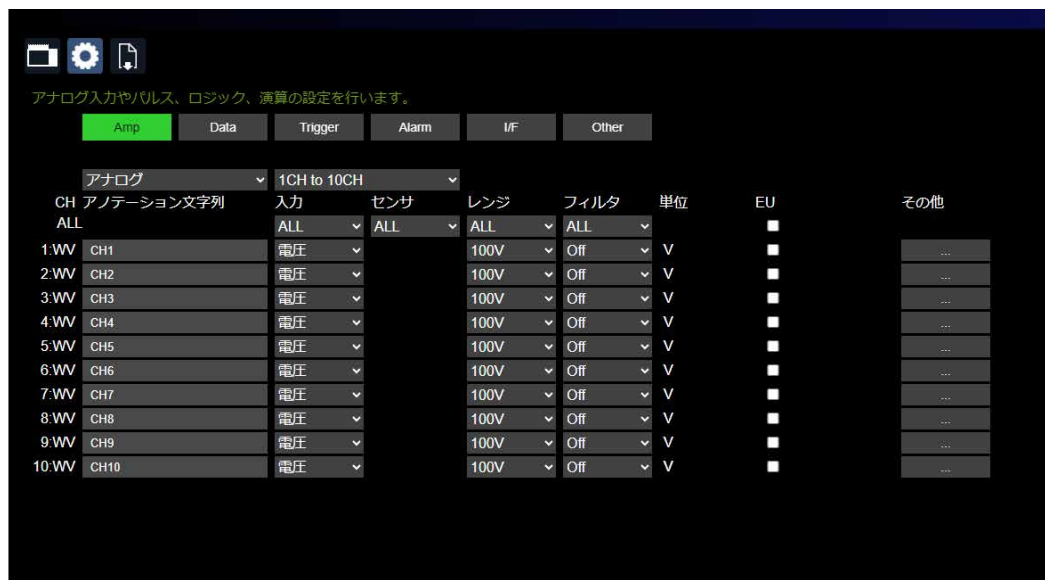 アナログ入力やパルス、ロジック、演算の設定を行います。
Amp Data Trigger Alarm I/F Other
アナログ 1CH to 10CH
CH アノテーション文字列 入力 センサ レンジ フィルタ 単位 EU その他
ALL ALL ALL ALL ALL
1:WV CH1 電圧 100V Off V ...
2:WV CH2 電圧 100V Off V ...
3:WV CH3 電圧 100V Off V ...
4:WV CH4 電圧 100V Off V ...
5:WV CH5 電圧 100V Off V ...
6:WV CH6 電圧 100V Off V ...
7:WV CH7 電圧 100V Off V ...
8:WV CH8 電圧 100V Off V ...
9:WV CH9 電圧 100V Off V ...
10:WV CH10 電圧 100V Off V ...